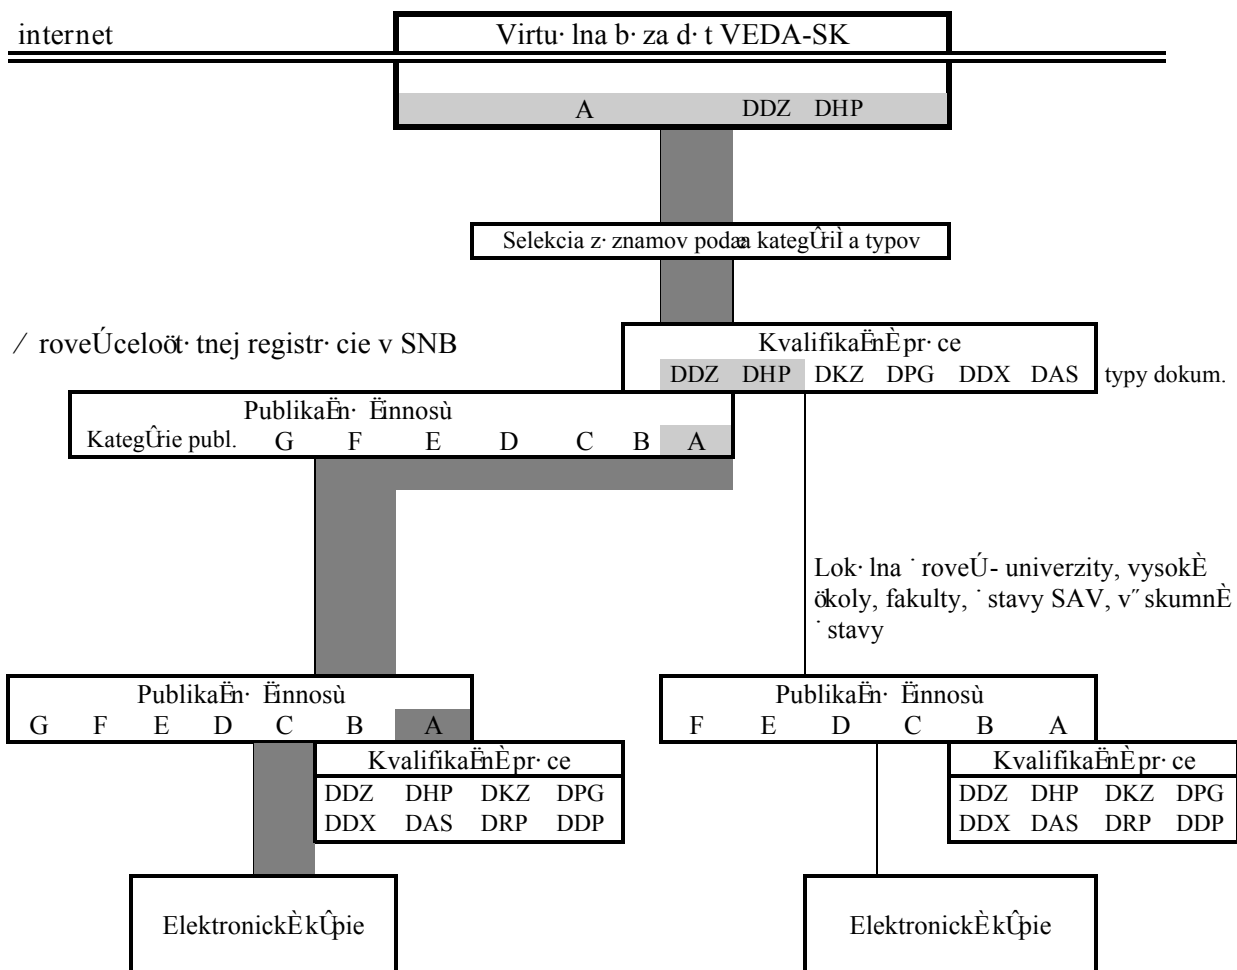 internet
Virtu· lna b· za d· t VEDA-SK
A DDZ DHP
Selekcia z· znamov podæa kategÛriÌ a typov
⁄ roveÚ celoöt· tnej registr· cie v SNB
KvalifikaËnÈ pr· ce
DDZ DHP DKZ DPG DDX DAS typy dokum.
PublikaËn· Ëinnosù
KategÛrie publ. G F E D C B A
Lok· lna ˙ roveÚ - univerzity, vysokÈ
ökoly, fakulty, ˙ stavy SAV, v˝ skumnÈ
˙ stavy
PublikaËn· Ëinnosù
G F E D C B A
KvalifikaËnÈ pr· ce
DDZ DHP DKZ DPG
DDX DAS DRP DDP
ElektronickÈ kÛpie
PublikaËn· Ëinnosù
F E D C B A
KvalifikaËnÈ pr· ce
DDZ DHP DKZ DPG
DDX DAS DRP DDP
ElektronickÈ kÛpie